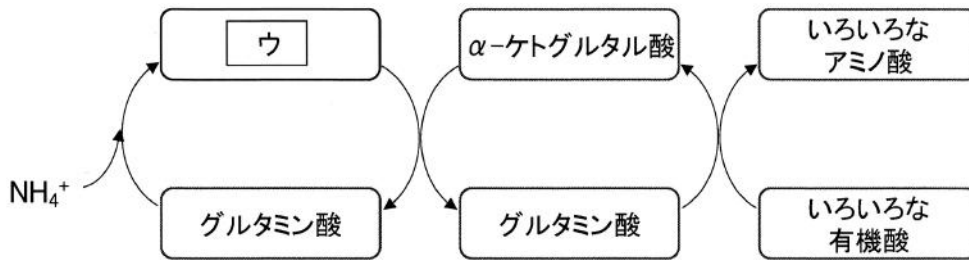 ウ
α-ケトグルタル酸
いろいろな
アミノ酸
NH₄⁺
グルタミン酸
グルタミン酸
いろいろな
有機酸